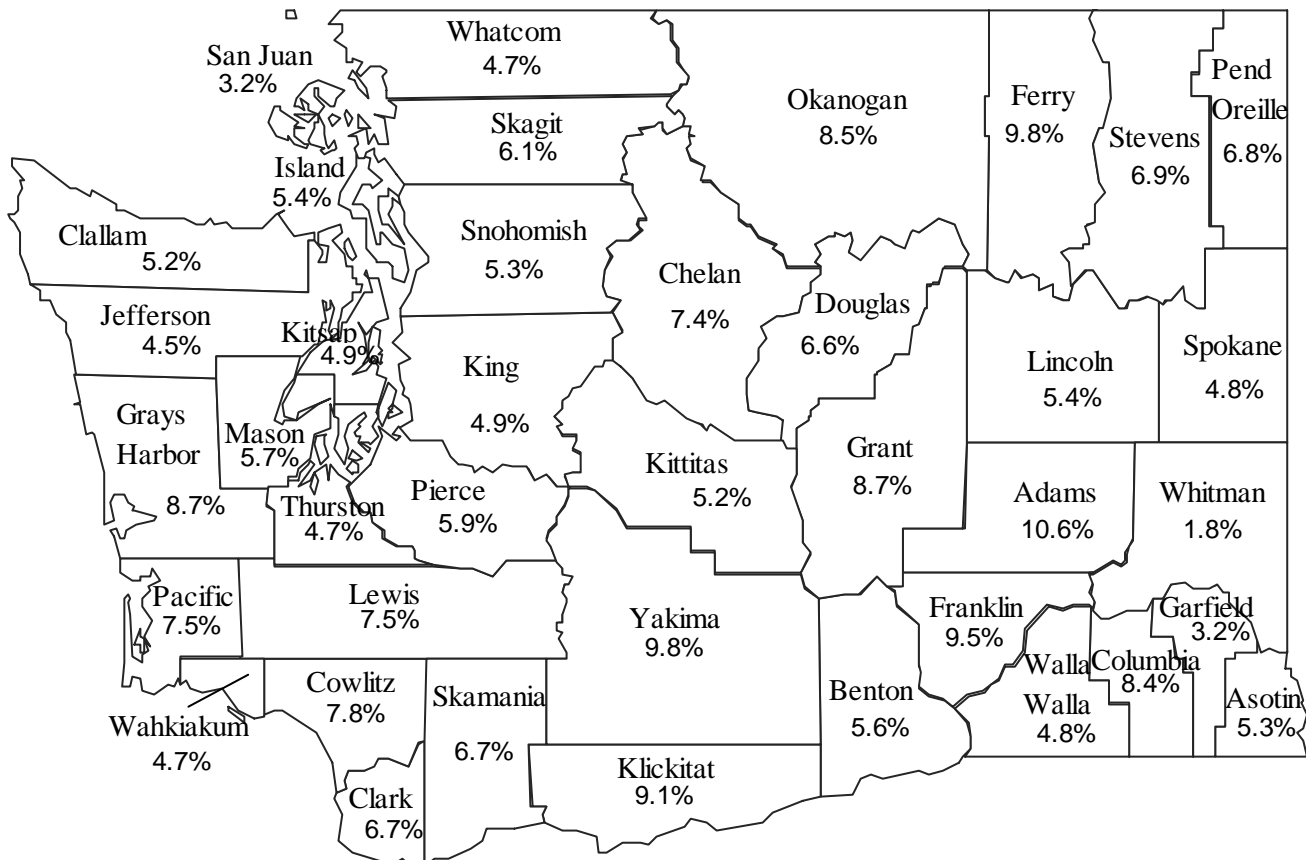 Whatcom
4.7%
San Juan
3.2%
Skagit
6.1%
Island
5.4%
Okanogan
8.5%
Ferry
9.8%
Stevens
6.9%
Pend
Oreille
6.8%
Clallam
5.2%
Snohomish
5.3%
Chelan
7.4%
Douglas
6.6%
Jefferson
4.5%
Kitsap
4.9%
King
4.9%
Lincoln
5.4%
Spokane
4.8%
Grays
Harbor
8.7%
Mason
5.7%
Kittitas
5.2%
Grant
8.7%
Adams
10.6%
Whitman
1.8%
Thurston
4.7%
Pierce
5.9%
Pacific
7.5%
Lewis
7.5%
Yakima
9.8%
Franklin
9.5%
Garfield
3.2%
Walla
Walla
4.8%
Columbia
8.4%
Asotin
5.3%
Benton
5.6%
Wahkiakum
4.7%
Cowlitz
7.8%
Skamania
6.7%
Klickitat
9.1%
Clark
6.7%